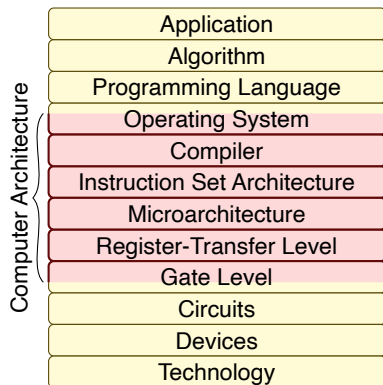 Application
Algorithm
Programming Language
Operating System
Compiler
Instruction Set Architecture
Microarchitecture
Register-Transfer Level
Gate Level
Circuits
Devices
Technology
Computer Architecture